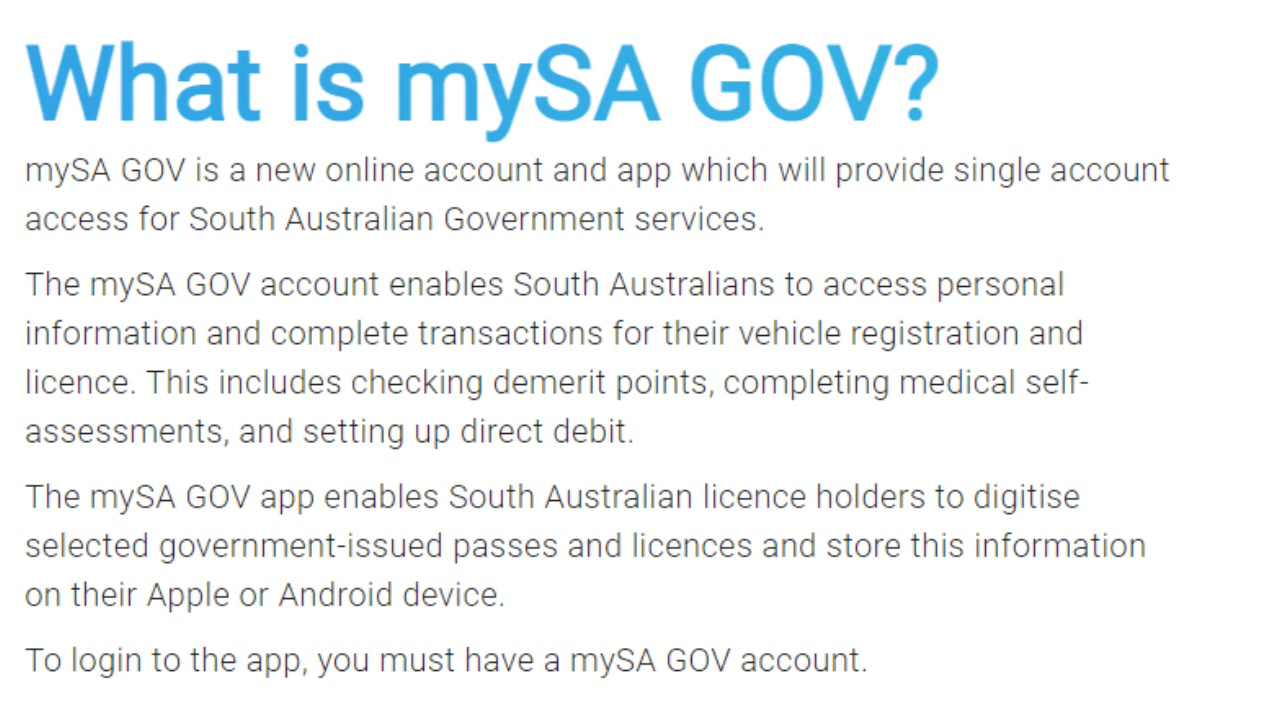 What is mySA GOV?
mySA GOV is a new online account and app which will provide single account
access for South Australian Government services.
The mySA GOV account enables South Australians to access personal
information and complete transactions for their vehicle registration and
licence. This includes checking demerit points, completing medical self-
assessments, and setting up direct debit.
The mySA GOV app enables South Australian licence holders to digitise
selected government-issued passes and licences and store this information
on their Apple or Android device.
To login to the app, you must have a mySA GOV account.